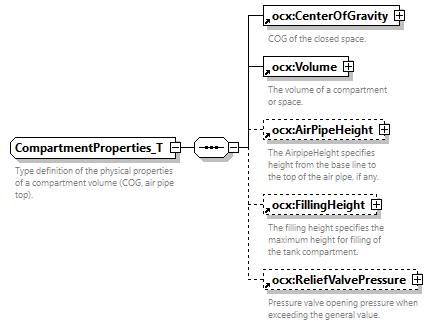 ocx:CenterOfGravity
COG of the closed space.
ocx:Volume
The volume of a compartment
or space.
CompartmentProperties_T
Type definition of the physical properties
of a compartment volume (COG, air pipe
top).
ocx:AirPipeHeight
The AirpipeHeight specifies
height from the base line to
the top of the air pipe, if any.
ocx:FillingHeight
The filling height specifies the
maximum height for filling of
the tank compartment.
ocx:ReliefValvePressure
Pressure valve opening pressure when
exceeding the general value.